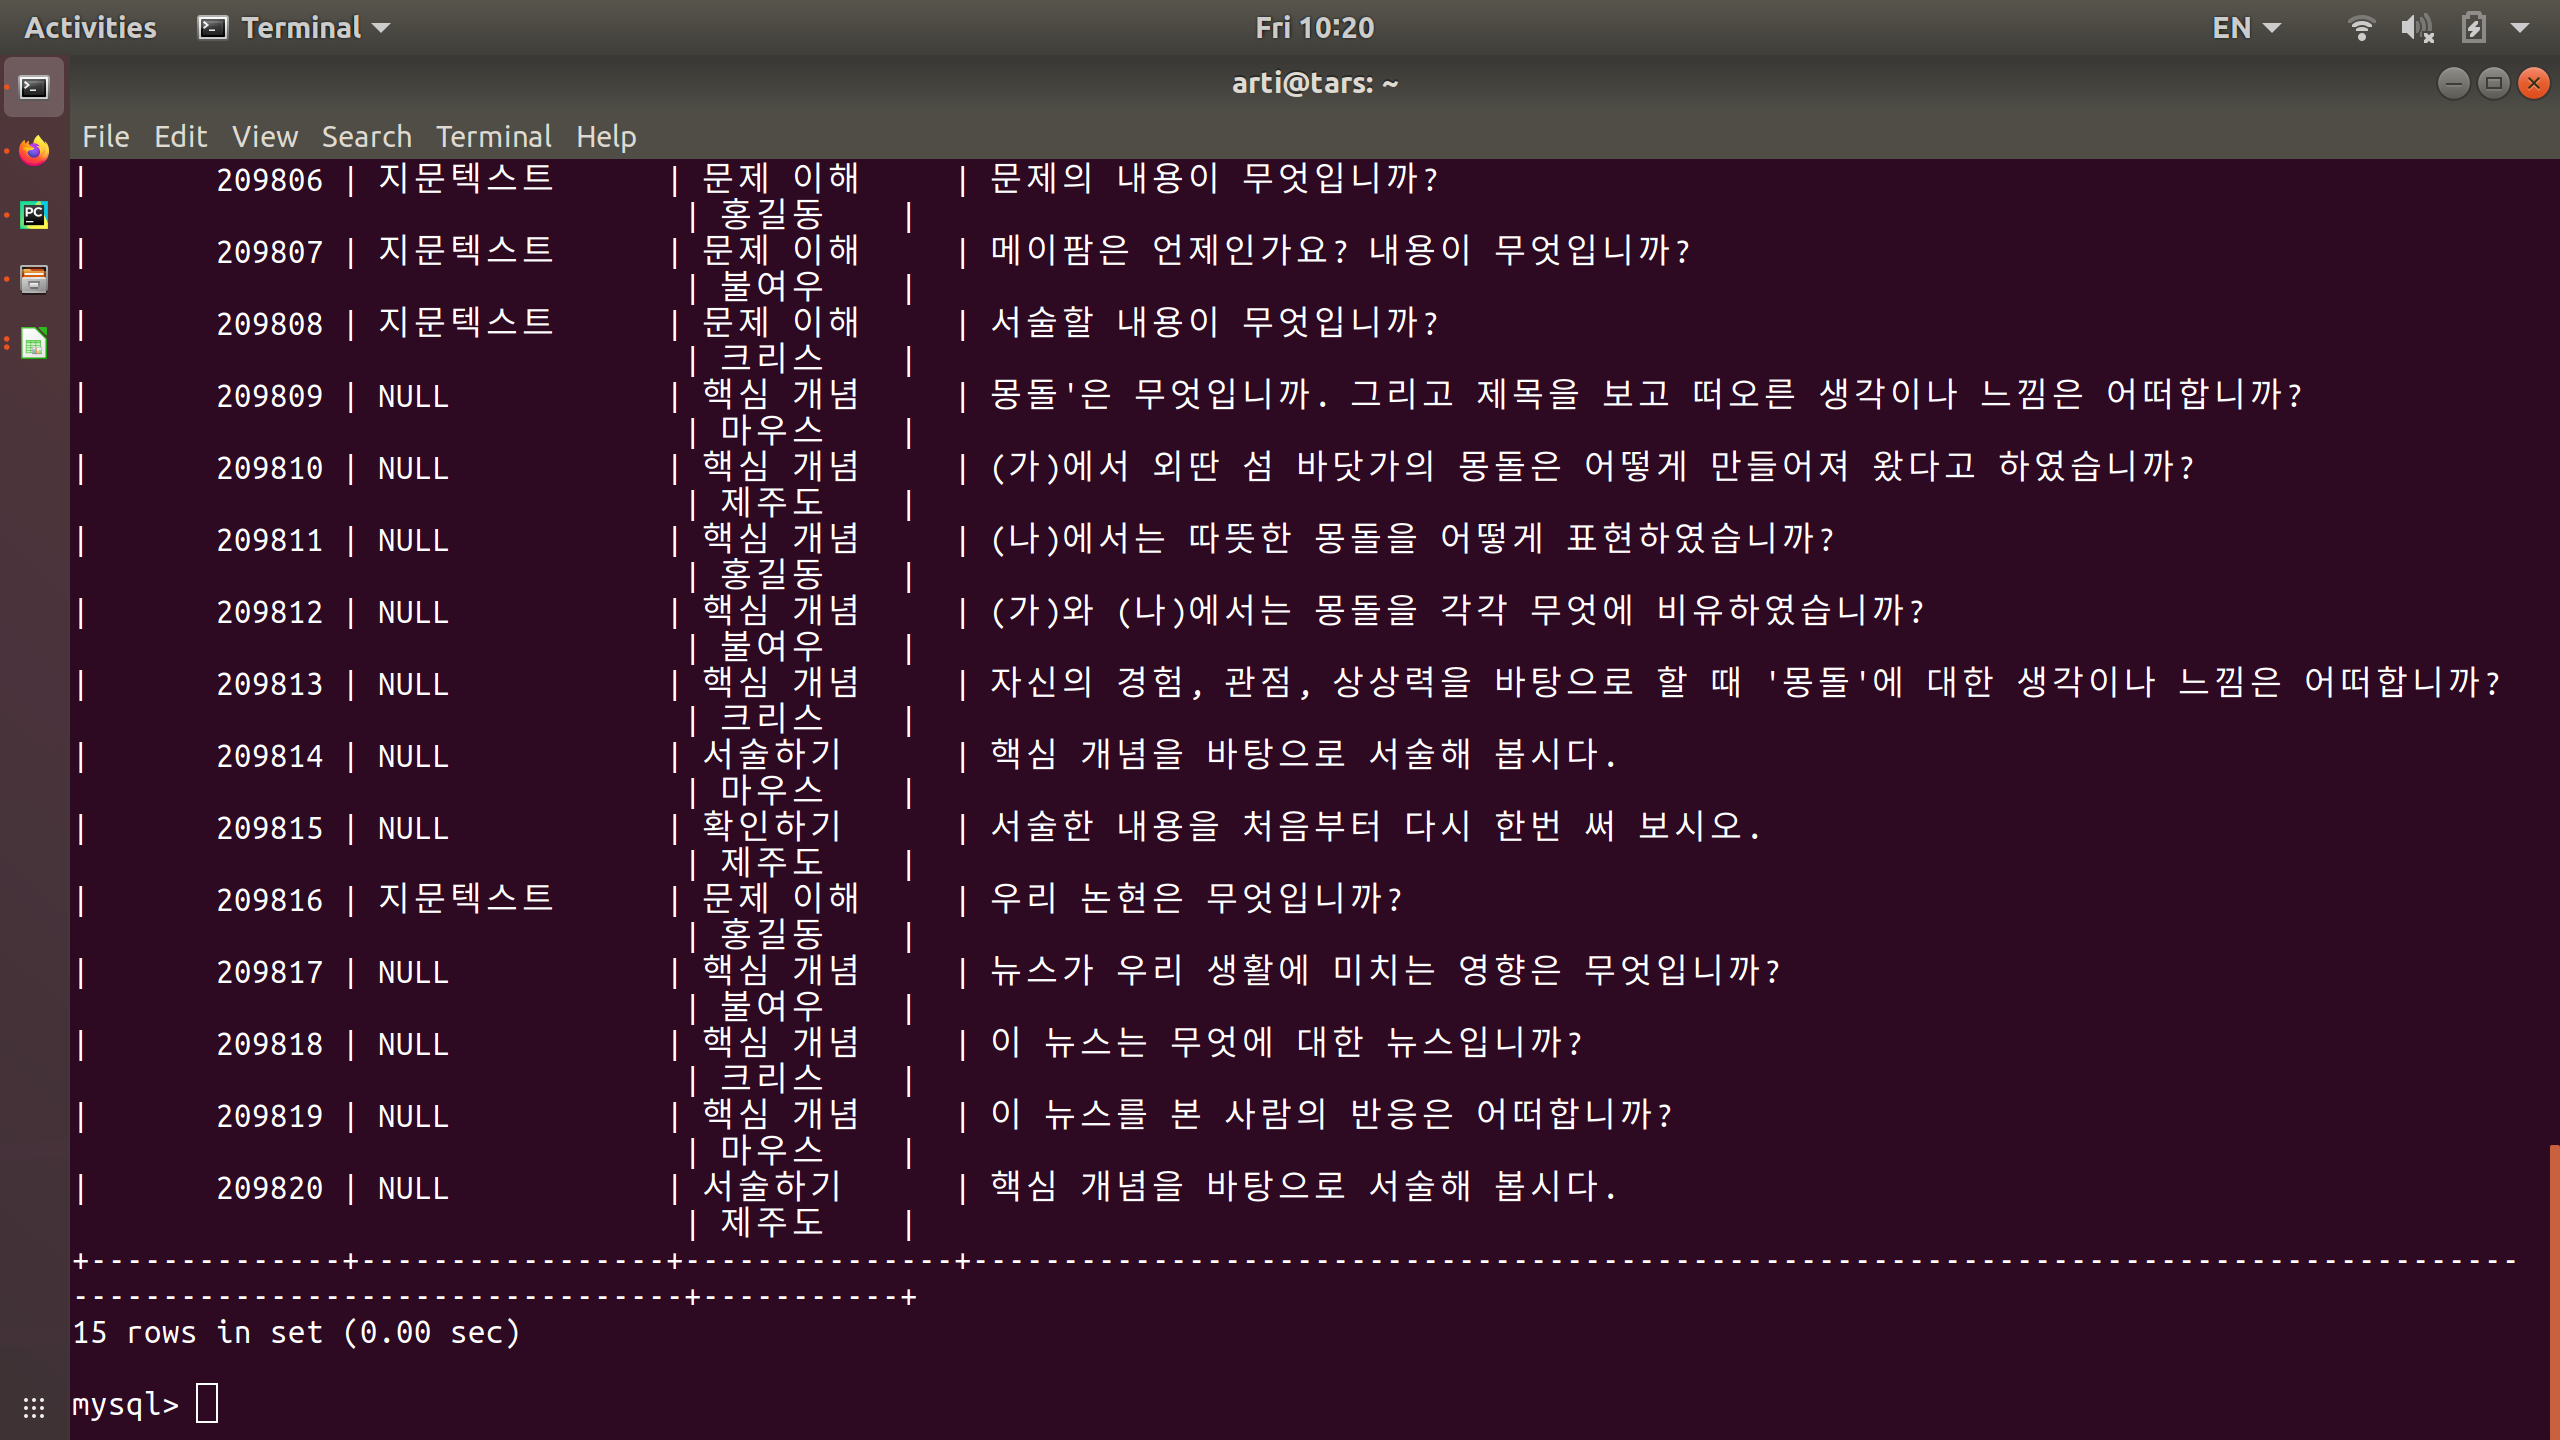 Activities Terminal Fri 10:20 EN
arti@tars: ~
File Edit View Search Terminal Help
| 209806 | 지문텍스트 | 문제 이해 | 문제의 내용이 무엇입니까?
| 홍길동 |
| 209807 | 지문텍스트 | 문제 이해 | 메이팜은 언제인가요? 내용이 무엇입니까?
| 불여우 |
| 209808 | 지문텍스트 | 문제 이해 | 서술할 내용이 무엇입니까?
| 크리스 |
| 209809 | NULL | 핵심 개념 | 몽돌'은 무엇입니까. 그리고 제목을 보고 떠오른 생각이나 느낌은 어떠합니까?
| 마우스 |
| 209810 | NULL | 핵심 개념 | (가)에서 외딴 섬 바닷가의 몽돌은 어떻게 만들어져 왔다고 하였습니까?
| 제주도 |
| 209811 | NULL | 핵심 개념 | (나)에서는 따뜻한 몽돌을 어떻게 표현하였습니까?
| 홍길동 |
| 209812 | NULL | 핵심 개념 | (가)와 (나)에서는 몽돌을 각각 무엇에 비유하였습니까?
| 불여우 |
| 209813 | NULL | 핵심 개념 | 자신의 경험, 관점, 상상력을 바탕으로 할 때 '몽돌'에 대한 생각이나 느낌은 어떠합니까?
| 크리스 |
| 209814 | NULL | 서술하기 | 핵심 개념을 바탕으로 서술해 봅시다.
| 마우스 |
| 209815 | NULL | 확인하기 | 서술한 내용을 처음부터 다시 한번 써 보시오.
| 제주도 |
| 209816 | 지문텍스트 | 문제 이해 | 우리 논현은 무엇입니까?
| 홍길동 |
| 209817 | NULL | 핵심 개념 | 뉴스가 우리 생활에 미치는 영향은 무엇입니까?
| 불여우 |
| 209818 | NULL | 핵심 개념 | 이 뉴스는 무엇에 대한 뉴스입니까?
| 크리스 |
| 209819 | NULL | 핵심 개념 | 이 뉴스를 본 사람의 반응은 어떠합니까?
| 마우스 |
| 209820 | NULL | 서술하기 | 핵심 개념을 바탕으로 서술해 봅시다.
| 제주도 |
+--------------+-----------------+---------------+--------------------------------------------------------------------------------------
----------------------------------+-----------+
15 rows in set (0.00 sec)
mysql>